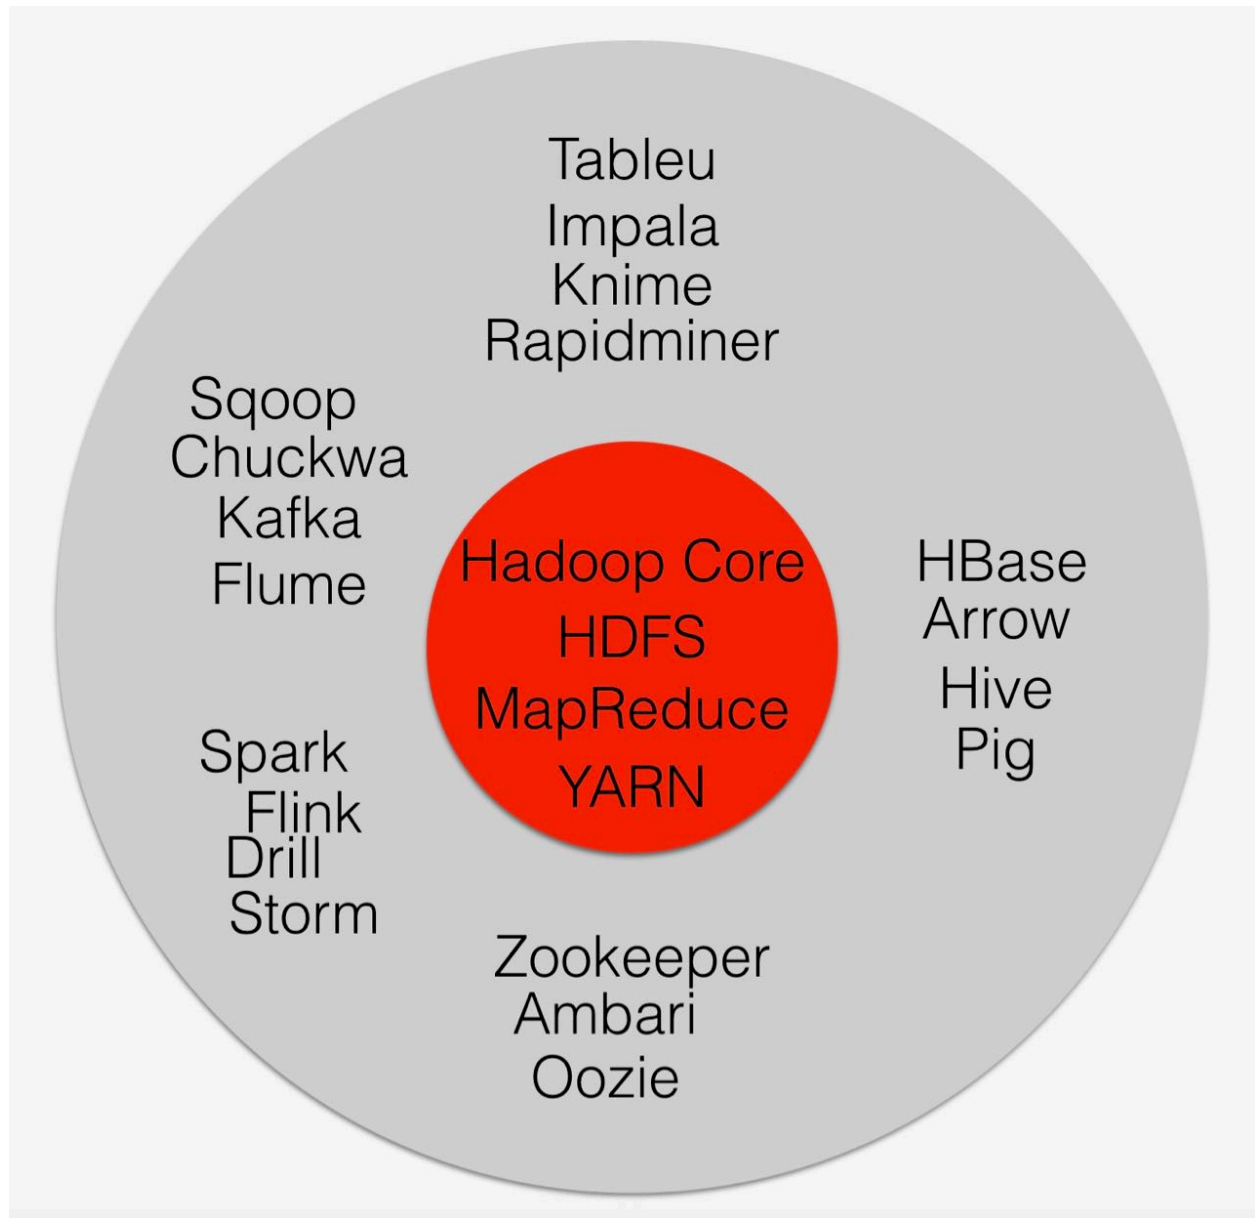 Tableu
Impala
Knime
Rapidminer
Sqoop
Chuckwa
Kafka
Flume
Hadoop Core
HDFS
MapReduce
YARN
HBase
Arrow
Hive
Pig
Spark
Flink
Drill
Storm
Zookeeper
Ambari
Oozie